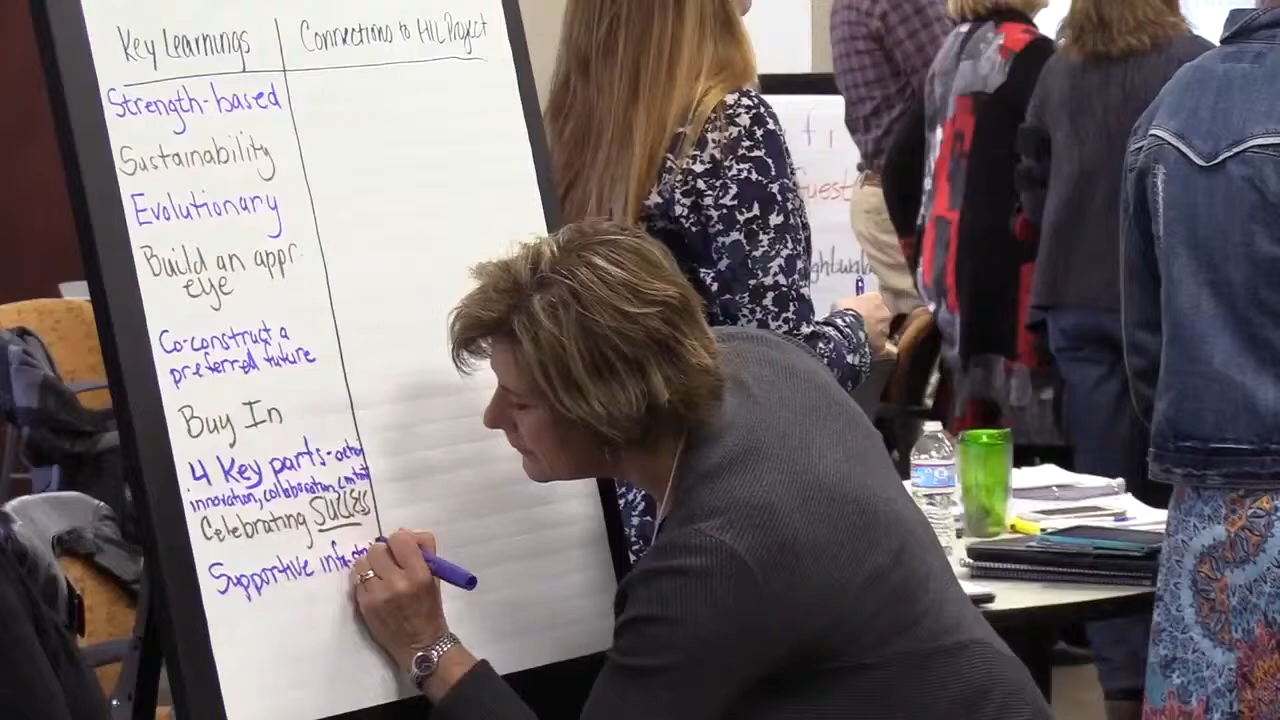 Key Learnings
Connections to HIL Project
Strength-based
Sustainability
Evolutionary
Build an appr.
eye
Co-construct a
preferred future
Buy In
4 Key parts-
innovation, collaboration,
Celebrating Success
Supportive